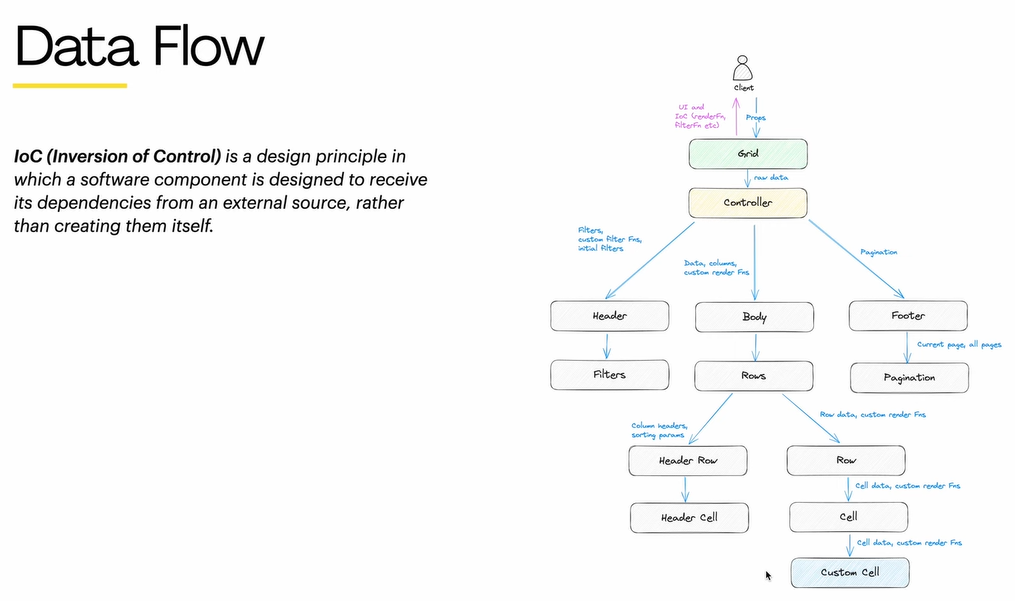 Data Flow
IoC (Inversion of Control) is a design principle in
which a software component is designed to receive
its dependencies from an external source, rather
than creating them itself.
Client
UI and
IoC (renderFn,
filterFn etc)
Props
Grid
raw data
Controller
Filters,
custom filter Fns,
initial filters
Data, columns,
custom render Fns
Pagination
Header
Body
Footer
Current page, all pages
Filters
Rows
Pagination
Column headers,
sorting params
Row data, custom render Fns
Header Row
Row
Cell data, custom render Fns
Header Cell
Cell
Cell data, custom render Fns
Custom Cell